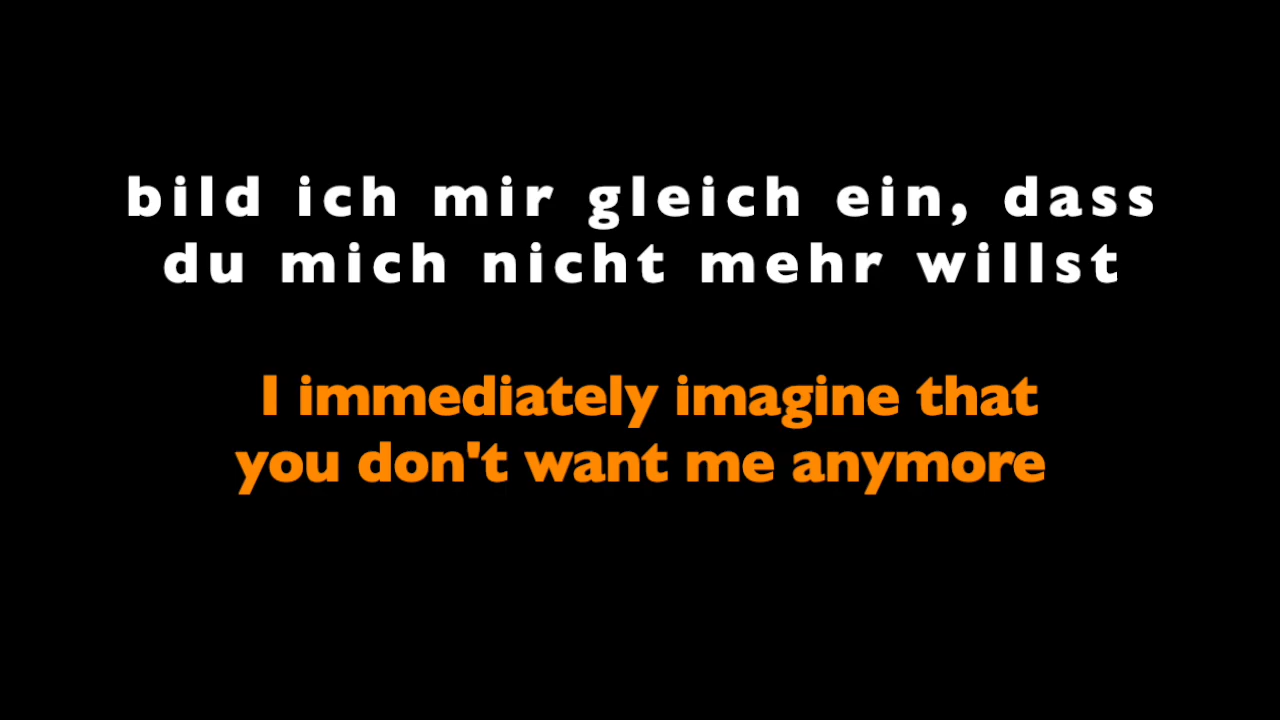 bild ich mir gleich ein, dass
du mich nicht mehr willst
I immediately imagine that
you don't want me anymore